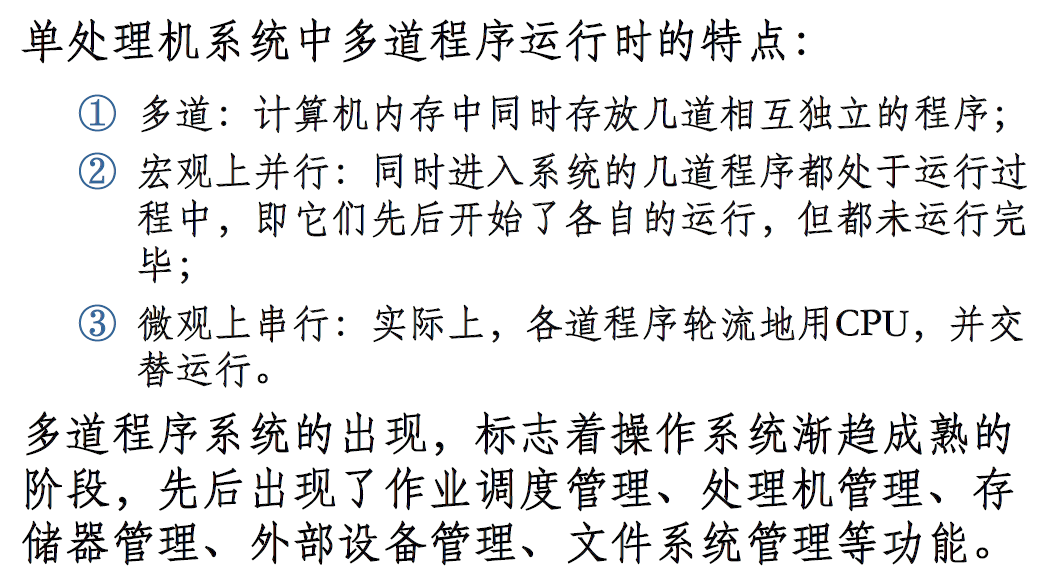 单处理机系统中多道程序运行时的特点：
① 多道：计算机内存中同时存放几道相互独立的程序；
② 宏观上并行：同时进入系统的几道程序都处于运行过
程中，即它们先后开始了各自的运行，但都未运行完
毕；
③ 微观上串行：实际上，各道程序轮流地用CPU，并交
替运行。
多道程序系统的出现，标志着操作系统渐趋成熟的
阶段，先后出现了作业调度管理、处理机管理、存
储器管理、外部设备管理、文件系统管理等功能。